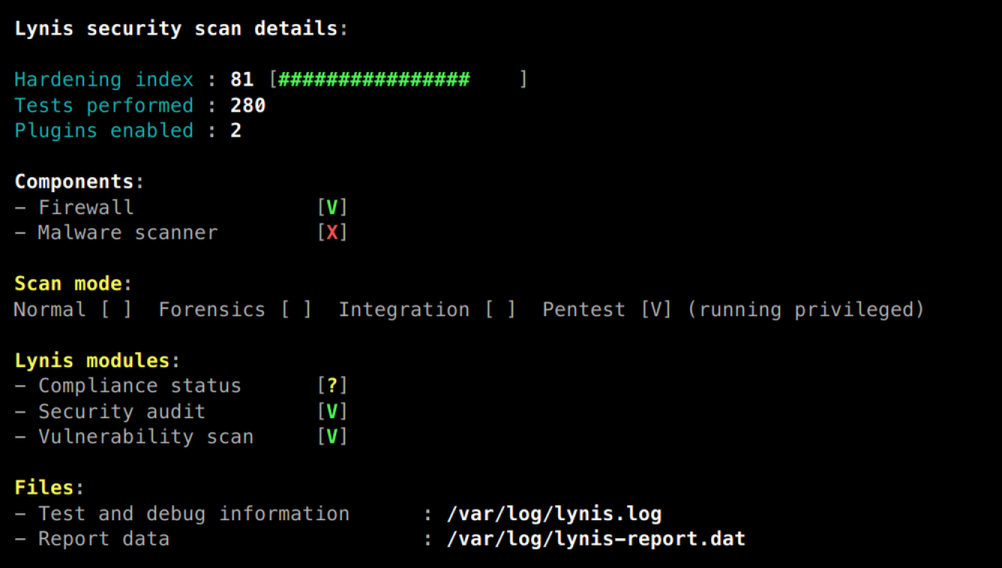 Lynis security scan details:
Hardening index : 81 [################    ]
Tests performed : 280
Plugins enabled : 2
Components:
- Firewall [V]
- Malware scanner [X]
Scan mode:
Normal [ ]  Forensics [ ]  Integration [ ]  Pentest [V] (running privileged)
Lynis modules:
- Compliance status [?]
- Security audit [V]
- Vulnerability scan [V]
Files:
- Test and debug information : /var/log/lynis.log
- Report data : /var/log/lynis-report.dat